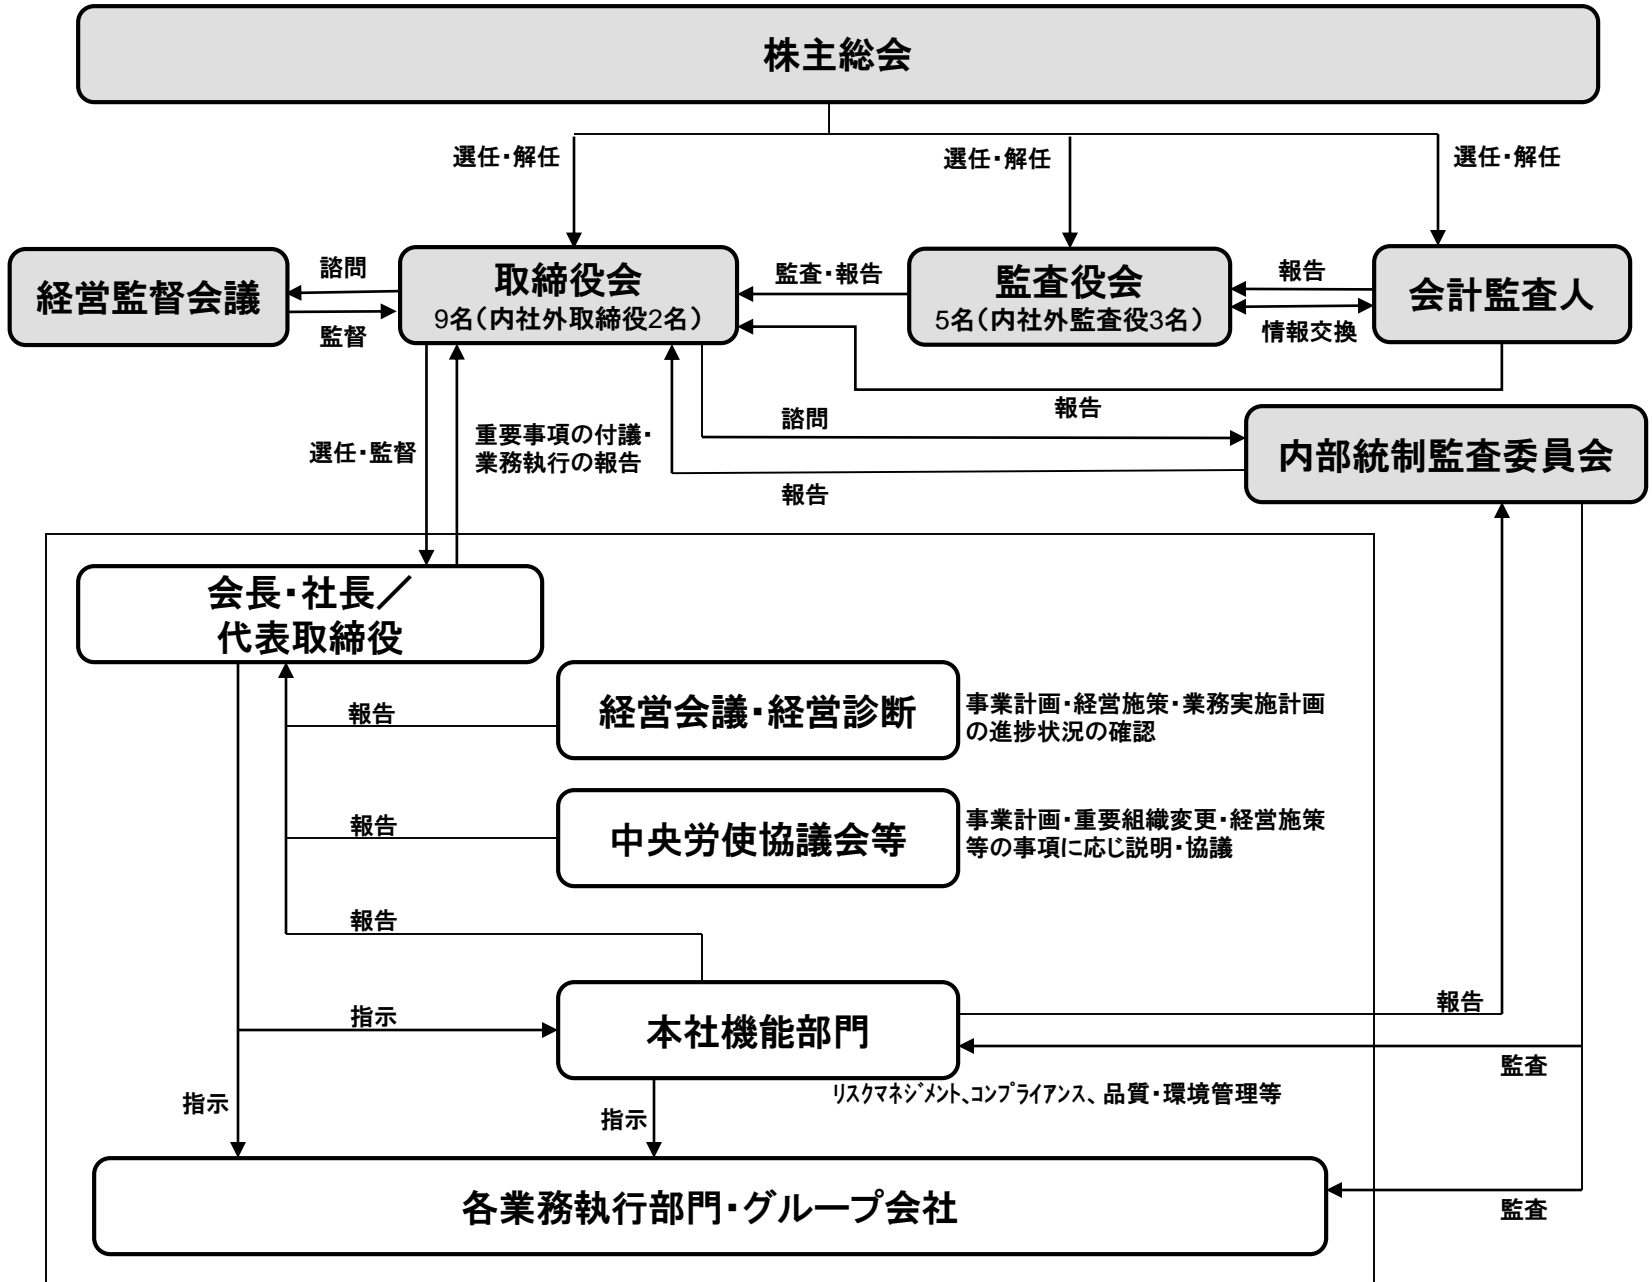 株主総会
選任・解任
選任・解任
選任・解任
経営監督会議
諮問
監督
取締役会
9名（内社外取締役2名）
監査・報告
監査役会
5名（内社外監査役3名）
報告
情報交換
会計監査人
報告
選任・監督
重要事項の付議・
業務執行の報告
諮問
報告
内部統制監査委員会
会長・社長／
代表取締役
報告
経営会議・経営診断
事業計画・経営施策・業務実施計画
の進捗状況の確認
報告
中央労使協議会等
事業計画・重要組織変更・経営施策
等の事項に応じ説明・協議
報告
指示
本社機能部門
報告
監査
ﾘｽｸﾏﾈｼﾞﾒﾝﾄ、ｺﾝﾌﾟﾗｲｱﾝｽ、品質・環境管理等
指示
指示
各業務執行部門・グループ会社
監査